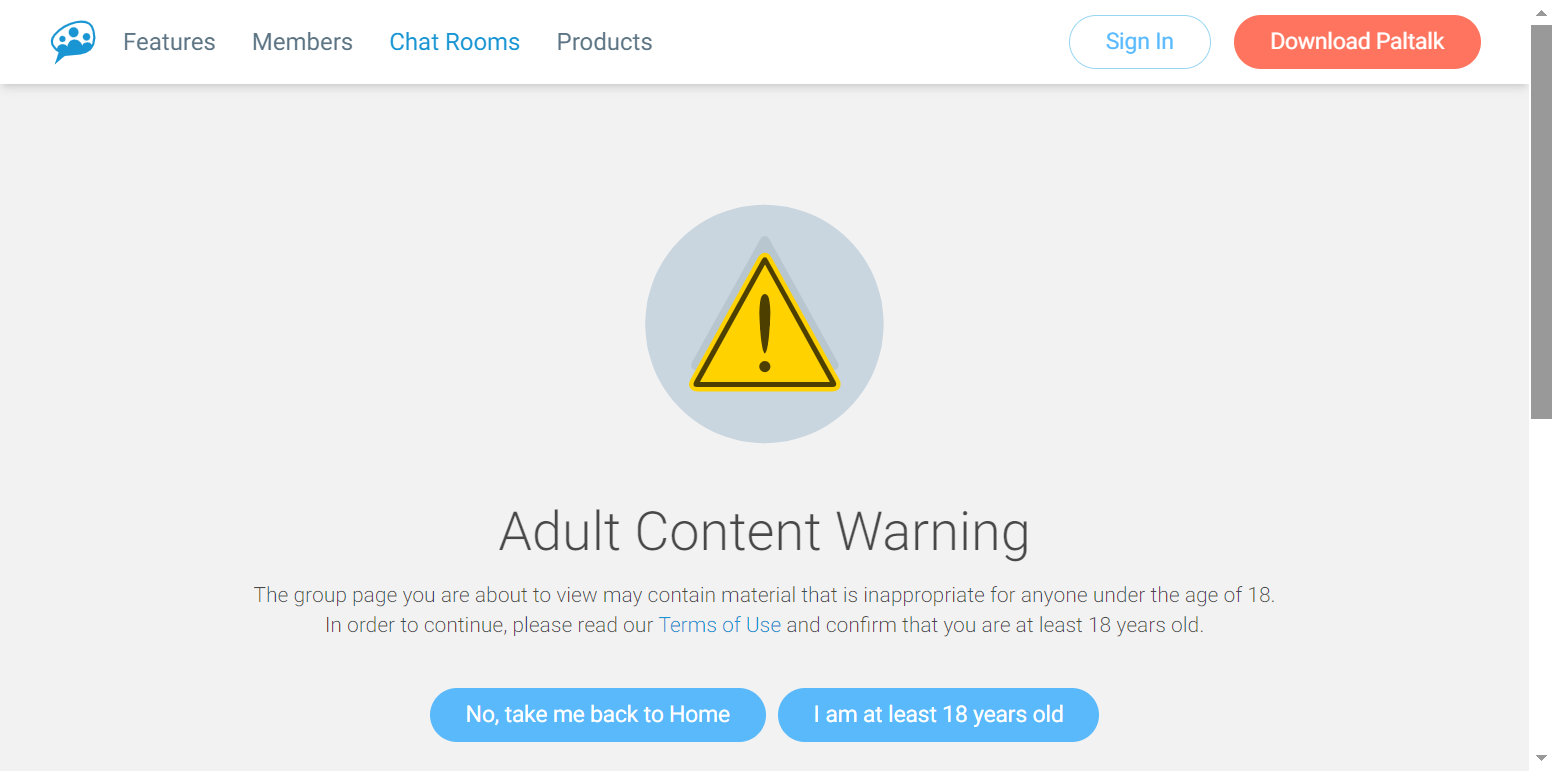 Features Members Chat Rooms Products Sign In Download Paltalk
Adult Content Warning
The group page you are about to view may contain material that is inappropriate for anyone under the age of 18.
In order to continue, please read our Terms of Use and confirm that you are at least 18 years old.
No, take me back to Home I am at least 18 years old